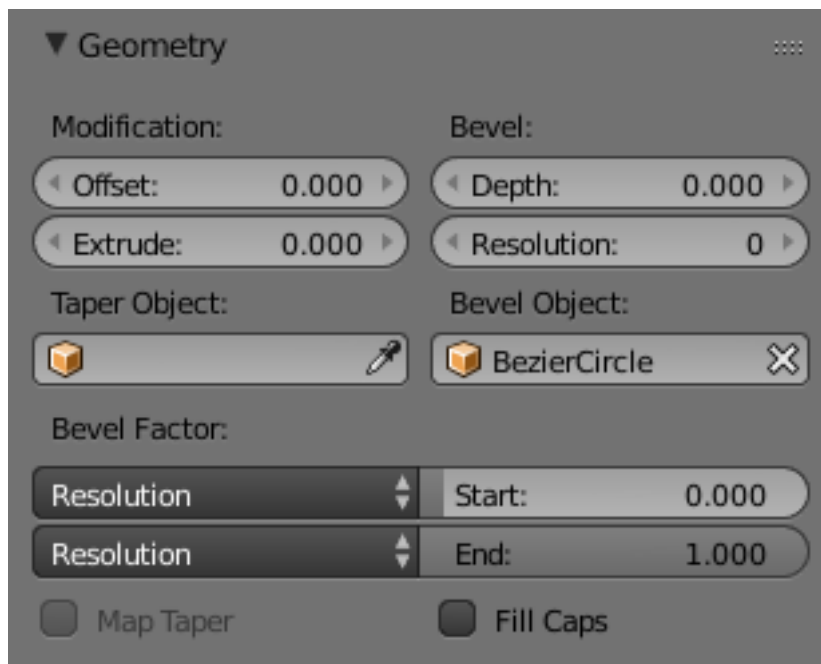 Geometry
Modification: Bevel:
Offset: 0.000 Depth: 0.000
Extrude: 0.000 Resolution: 0
Taper Object: Bevel Object:
BezierCircle
Bevel Factor:
Resolution Start: 0.000
Resolution End: 1.000
Map Taper Fill Caps